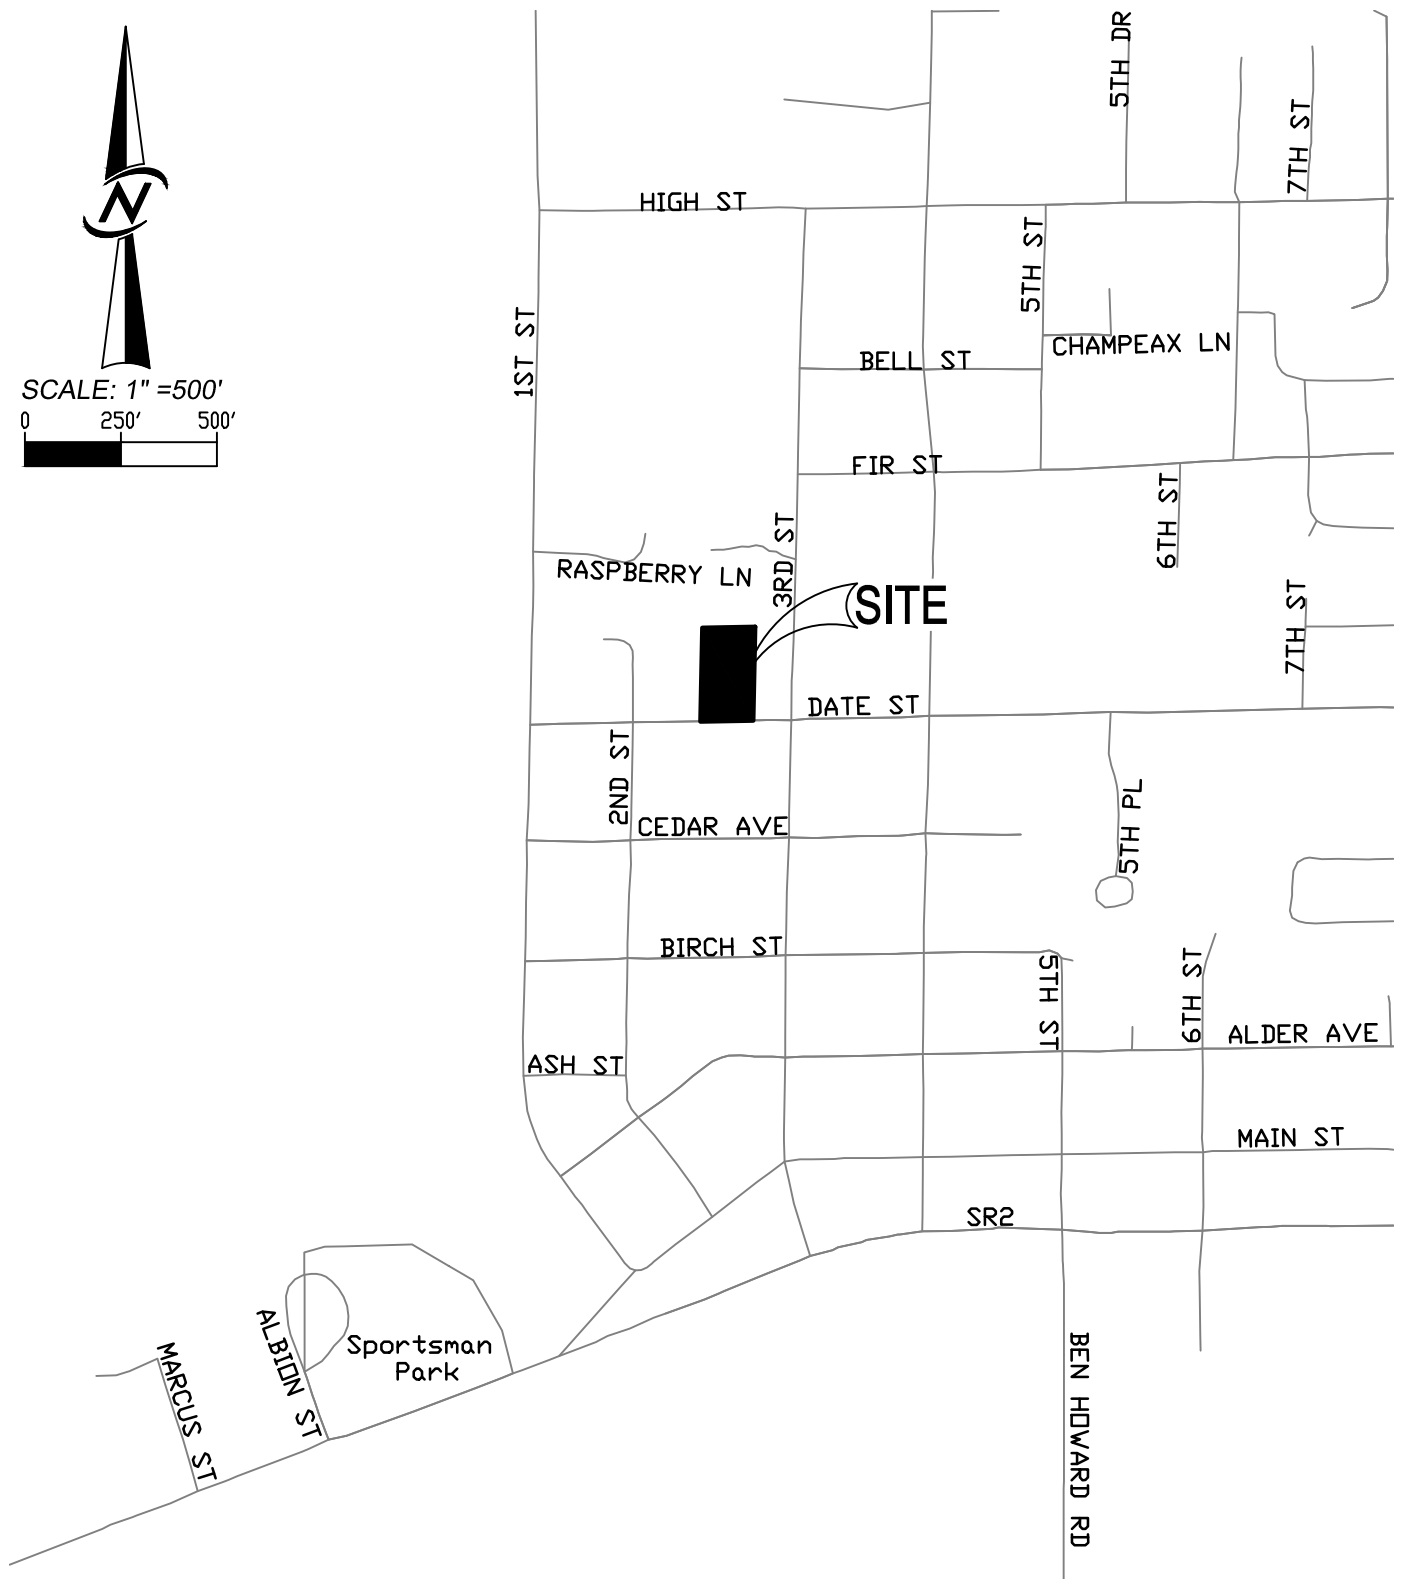 5TH DR
7TH ST
N
HIGH ST
5TH ST
1ST ST
CHAMPEAX LN
BELL ST
SCALE: 1" =500'
0 250' 500'
FIR ST
6TH ST
3RD ST
RASPBERRY LN
SITE
7TH ST
DATE ST
2ND ST
5TH PL
CEDAR AVE
BIRCH ST
5TH ST
6TH ST
ALDER AVE
ASH ST
MAIN ST
SR2
ALBION ST
Sportsman
Park
MARCUS ST
BEN HOWARD RD